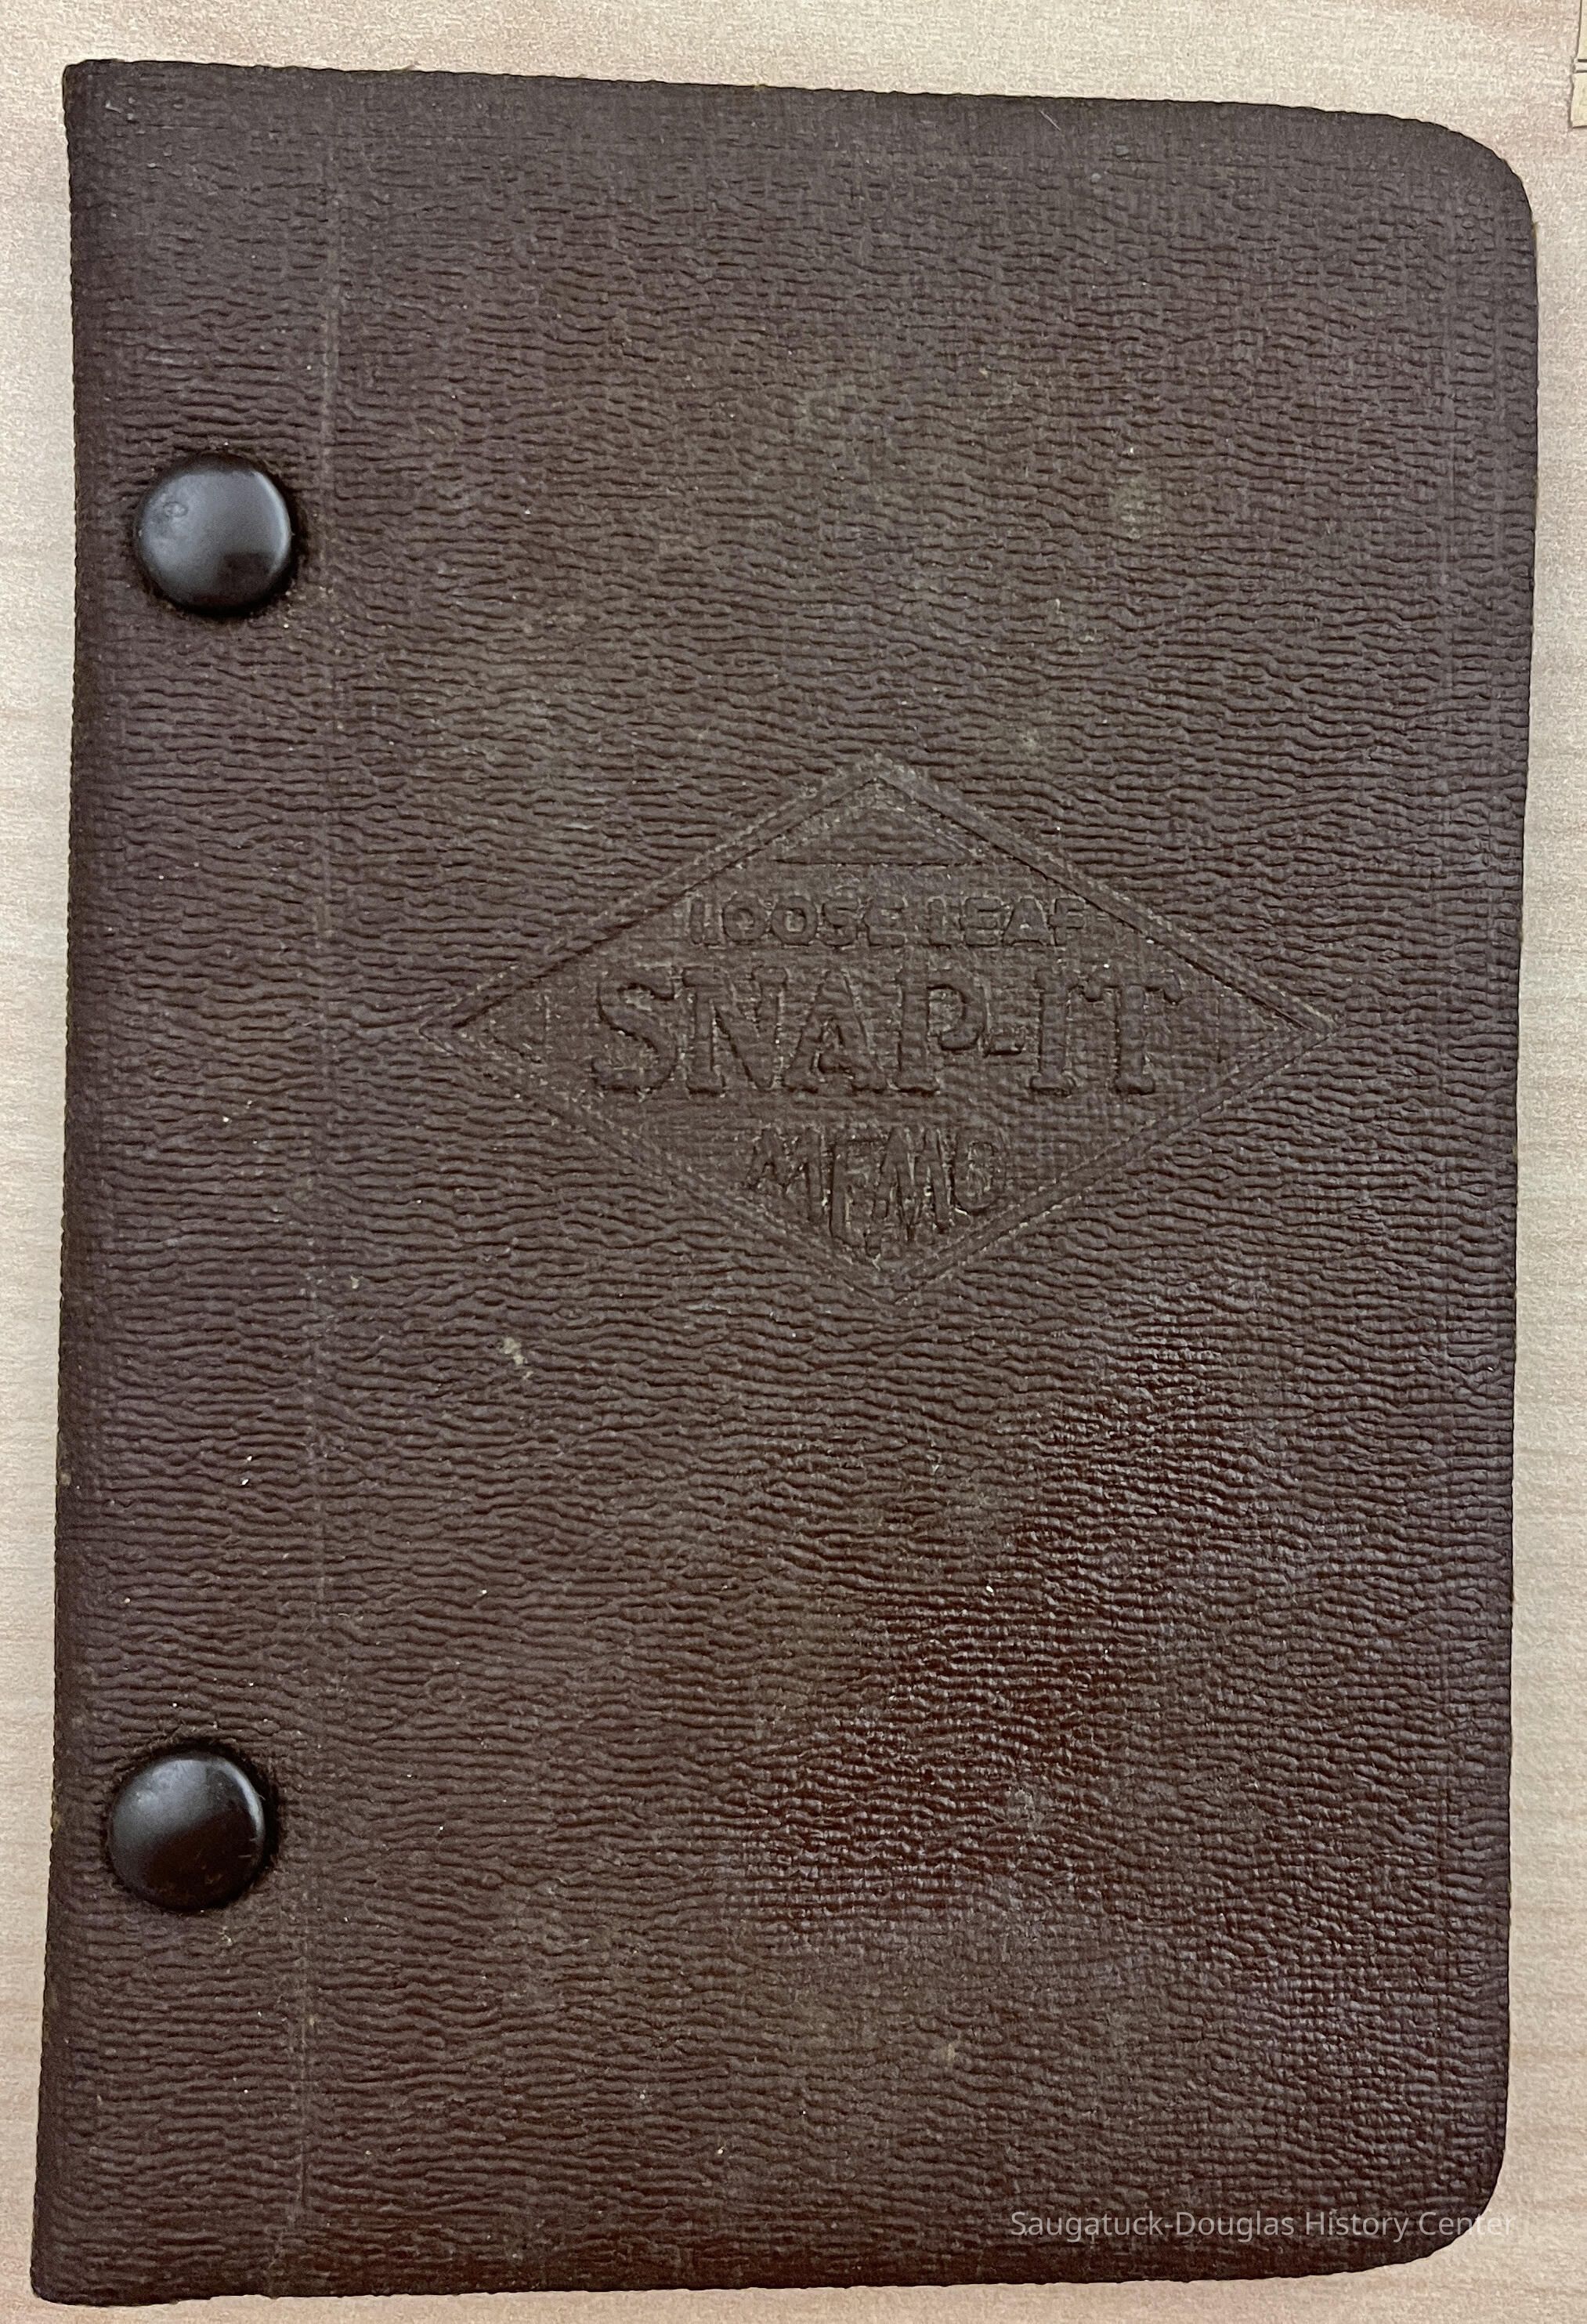 LOOSE LEAF
SNAP-IT
MEMO
Saugatuck-Douglas History Center